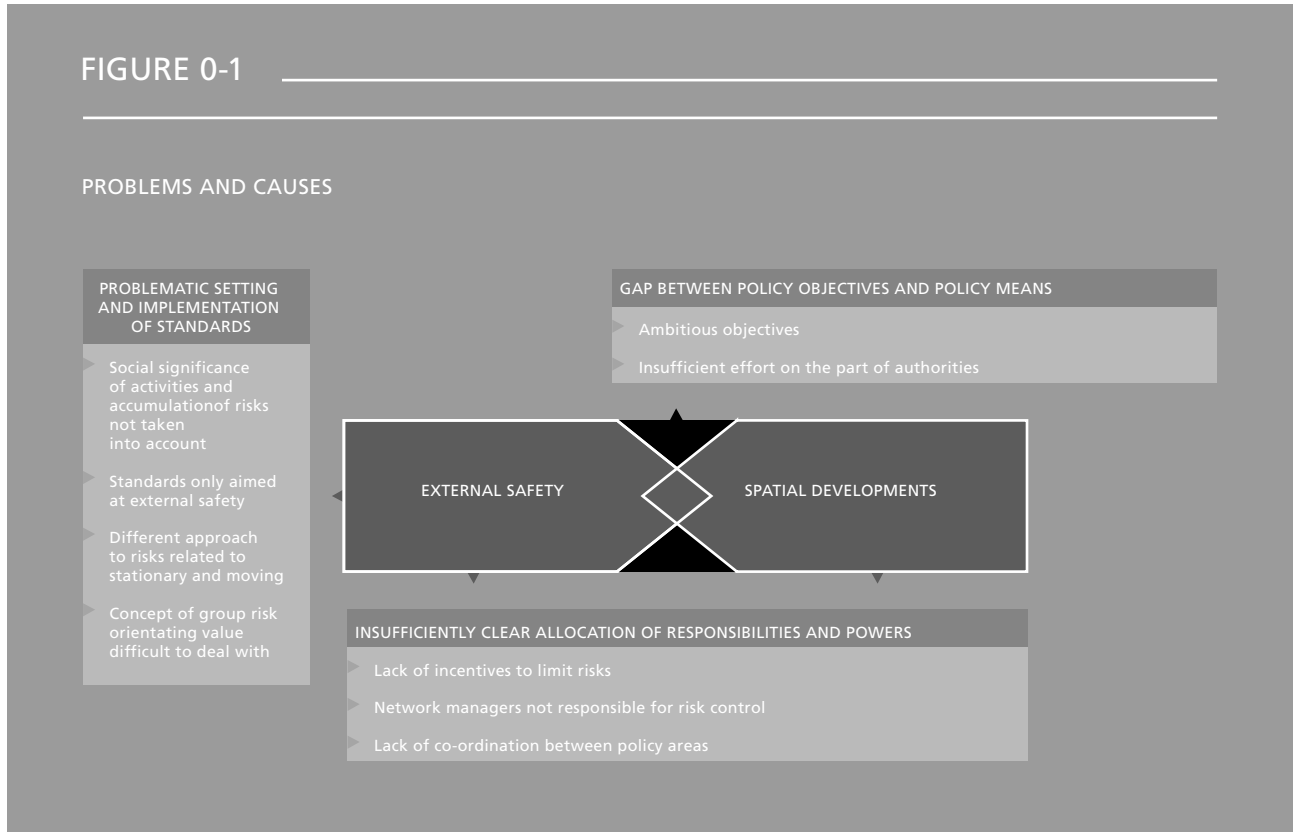 FIGURE 0-1
PROBLEMS AND CAUSES
PROBLEMATIC SETTING
AND IMPLEMENTATION
OF STANDARDS
Social significance
of activities and
accumulationof risks
not taken
into account
Standards only aimed
at external safety
Different approach
to risks related to
stationary and moving
Concept of group risk
orientating value
difficult to deal with
GAP BETWEEN POLICY OBJECTIVES AND POLICY MEANS
Ambitious objectives
Insufficient effort on the part of authorities
EXTERNAL SAFETY
SPATIAL DEVELOPMENTS
INSUFFICIENTLY CLEAR ALLOCATION OF RESPONSIBILITIES AND POWERS
Lack of incentives to limit risks
Network managers not responsible for risk control
Lack of co-ordination between policy areas